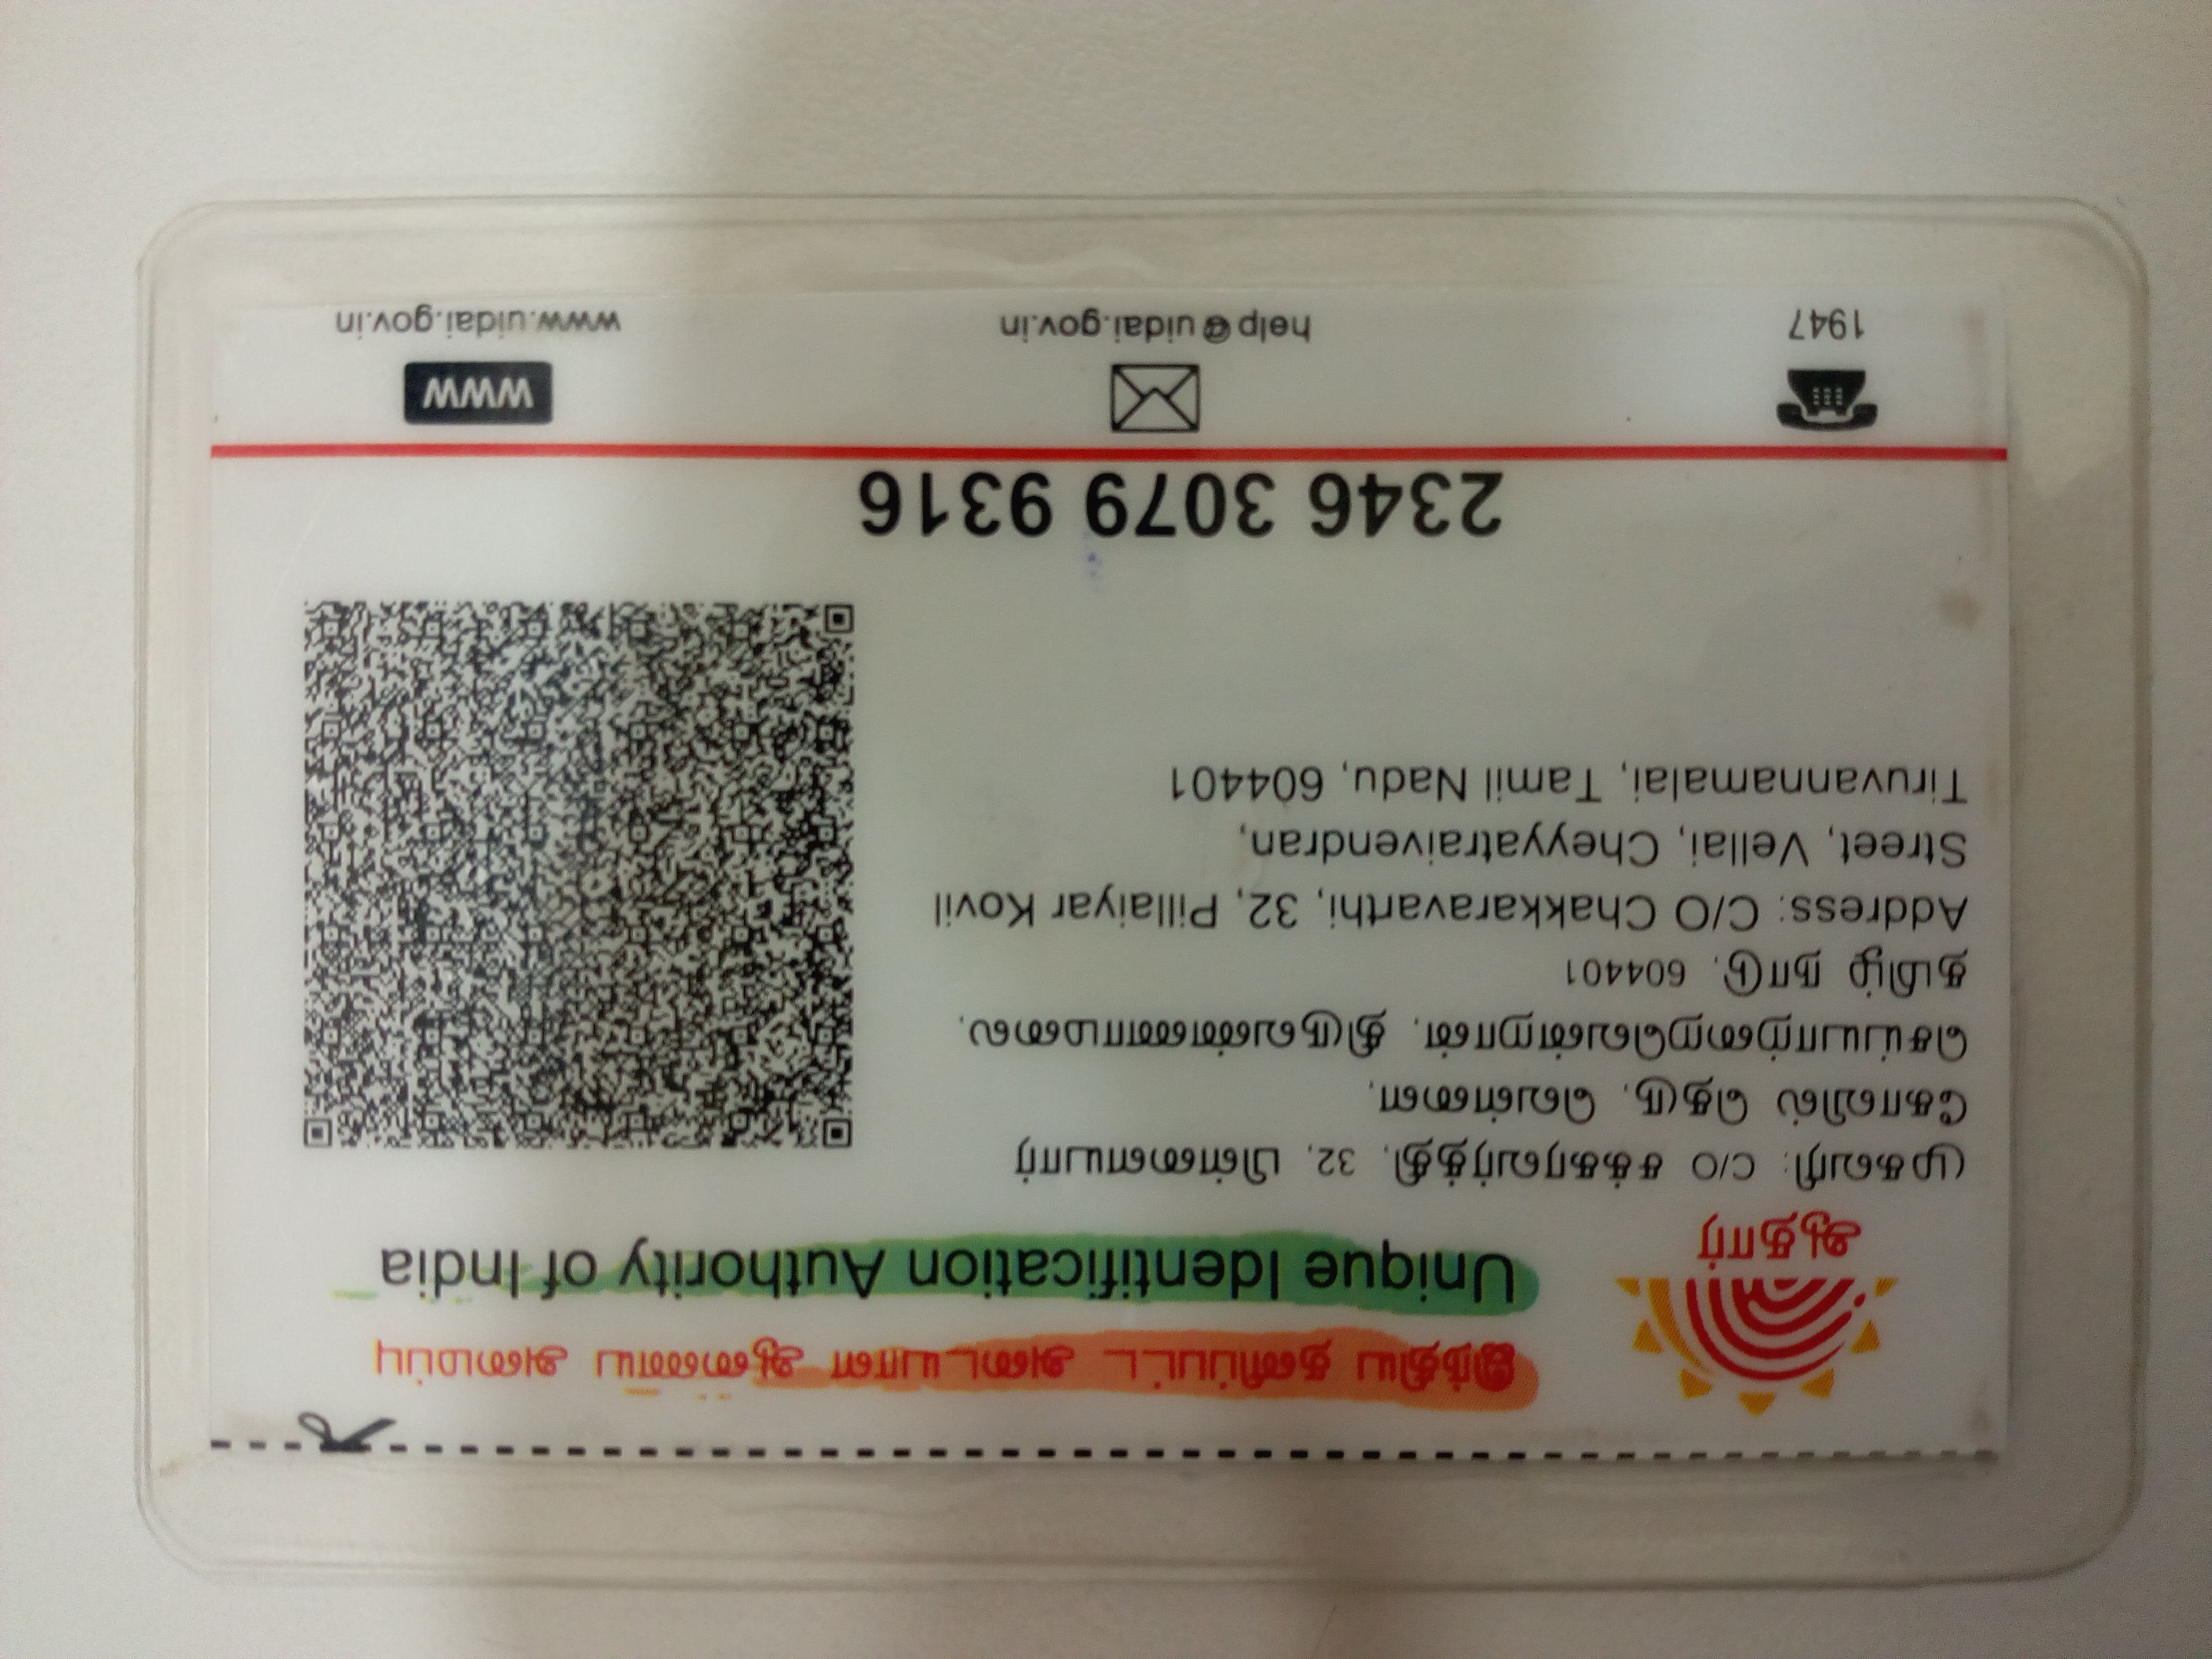 இந்திய தனிப்பட்ட அடையாள ஆணைய அமைப்பு
Unique Identification Authority of India
ஆதார்
முகவரி: C/O சக்கரவர்த்தி, 32, பிள்ளையார்
கோவில் தெரு, வெள்ளை,
செய்யாற்றைறவென்றான், திருவண்ணாமலை,
தமிழ் நாடு, 604401
Address: C/O Chakkaravarthi, 32, Pillaiyar Kovil
Street, Vellai, Cheyyatraivendran,
Tiruvannamalai, Tamil Nadu, 604401
2346 3079 9316
WWW
1947
help@uidai.gov.in
www.uidai.gov.in